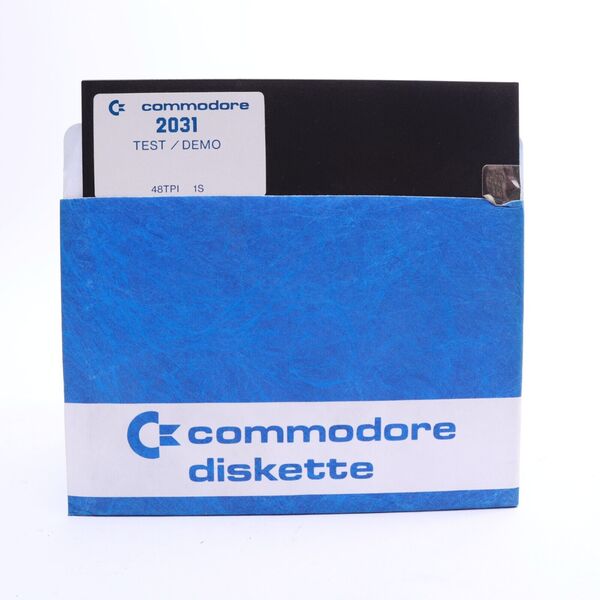 commodore
2031
TEST / DEMO
48TPI 1S
commodore
diskette